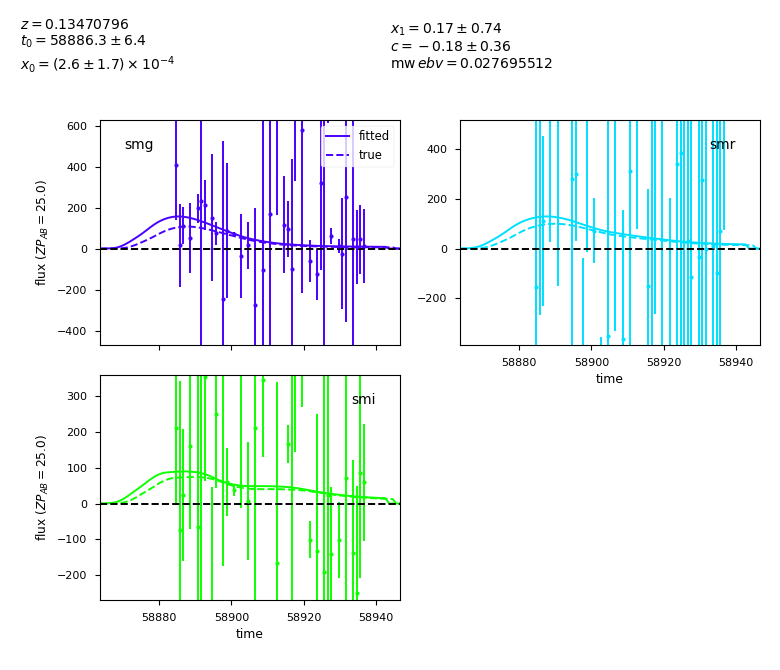 z = 0.13470796
t₀ = 58886.3 ± 6.4
x₀ = (2.6 ± 1.7) × 10⁻⁴
x₁ = 0.17 ± 0.74
c = −0.18 ± 0.36
mw ebv = 0.027695512
smg
fitted
true
600
400
200
0
−200
−400
flux (ZP_AB = 25.0)
smr
400
200
0
−200
58880 58900 58920 58940
time
smi
300
200
100
0
−100
−200
flux (ZP_AB = 25.0)
58880 58900 58920 58940
time